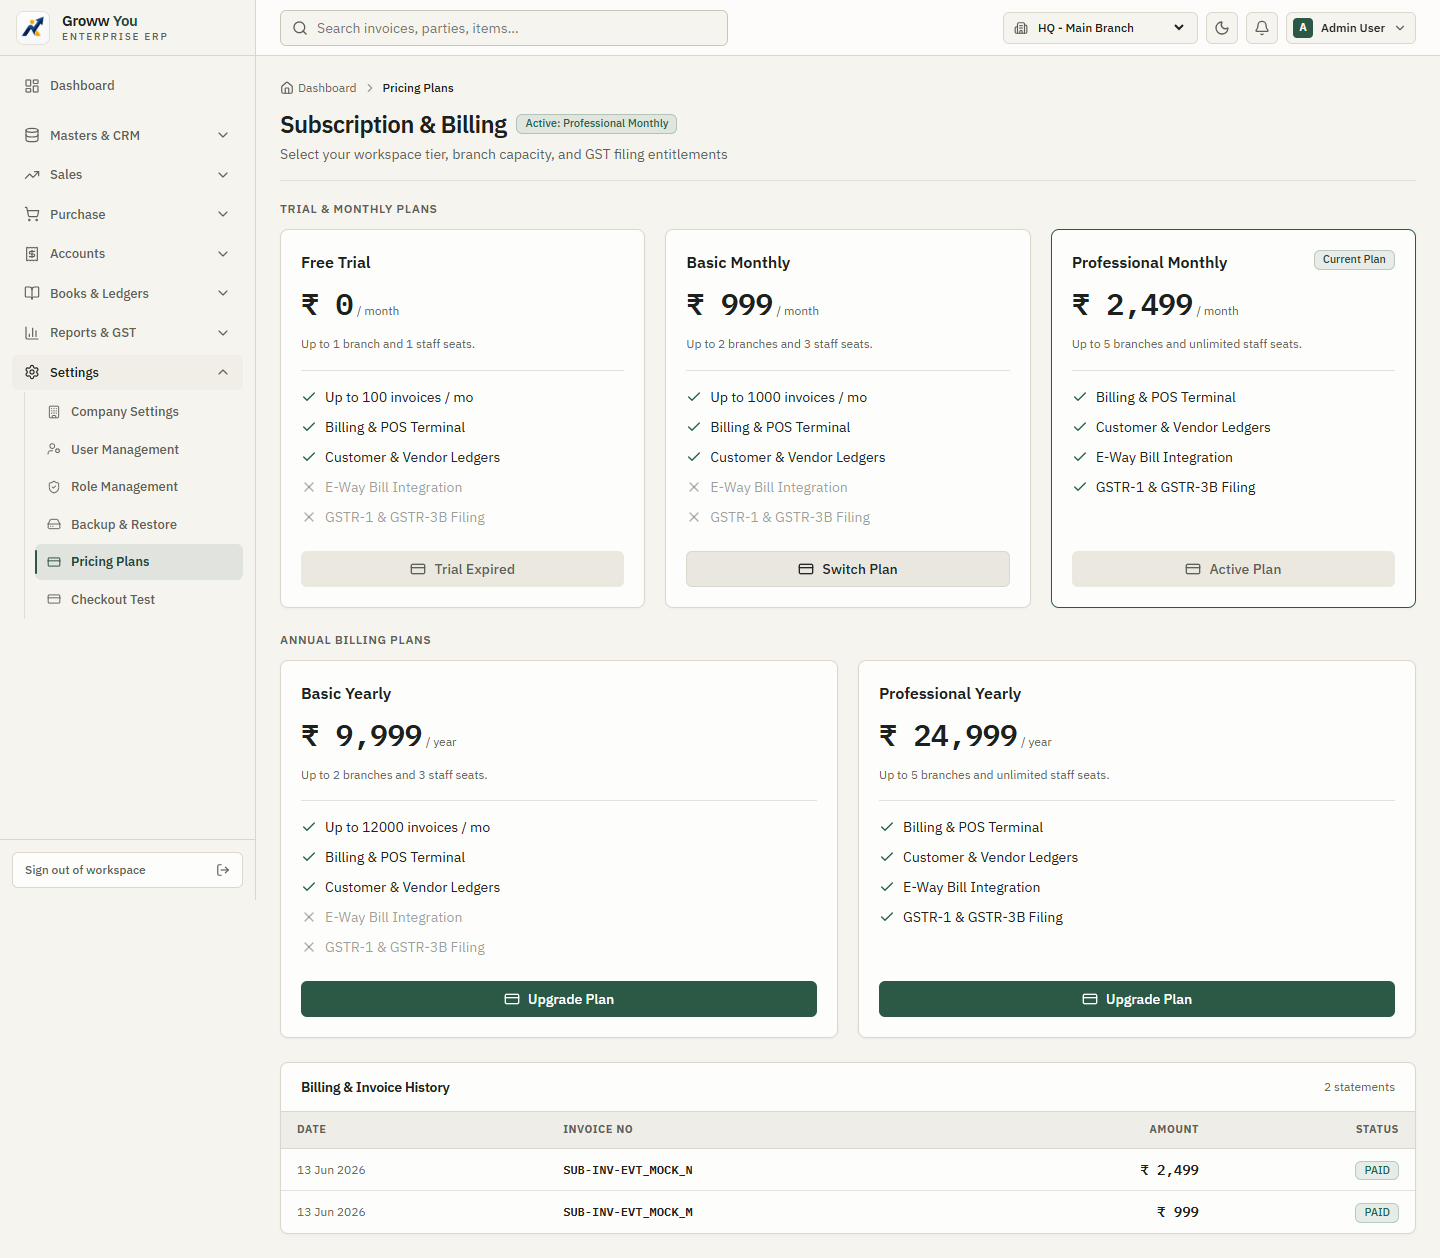 Groww You
ENTERPRISE ERP
Search invoices, parties, items...
HQ - Main Branch
A
Admin User
Dashboard
Masters & CRM
Sales
Purchase
Accounts
Books & Ledgers
Reports & GST
Settings
Company Settings
User Management
Role Management
Backup & Restore
Pricing Plans
Checkout Test
Sign out of workspace
Dashboard > Pricing Plans
Subscription & Billing
Active: Professional Monthly
Select your workspace tier, branch capacity, and GST filing entitlements
TRIAL & MONTHLY PLANS
Free Trial
₹ 0 / month
Up to 1 branch and 1 staff seats.
Up to 100 invoices / mo
Billing & POS Terminal
Customer & Vendor Ledgers
E-Way Bill Integration
GSTR-1 & GSTR-3B Filing
Trial Expired
Basic Monthly
₹ 999 / month
Up to 2 branches and 3 staff seats.
Up to 1000 invoices / mo
Billing & POS Terminal
Customer & Vendor Ledgers
E-Way Bill Integration
GSTR-1 & GSTR-3B Filing
Switch Plan
Professional Monthly
Current Plan
₹ 2,499 / month
Up to 5 branches and unlimited staff seats.
Billing & POS Terminal
Customer & Vendor Ledgers
E-Way Bill Integration
GSTR-1 & GSTR-3B Filing
Active Plan
ANNUAL BILLING PLANS
Basic Yearly
₹ 9,999 / year
Up to 2 branches and 3 staff seats.
Up to 12000 invoices / mo
Billing & POS Terminal
Customer & Vendor Ledgers
E-Way Bill Integration
GSTR-1 & GSTR-3B Filing
Upgrade Plan
Professional Yearly
₹ 24,999 / year
Up to 5 branches and unlimited staff seats.
Billing & POS Terminal
Customer & Vendor Ledgers
E-Way Bill Integration
GSTR-1 & GSTR-3B Filing
Upgrade Plan
Billing & Invoice History
2 statements
DATE INVOICE NO AMOUNT STATUS
13 Jun 2026 SUB-INV-EVT_MOCK_N ₹ 2,499 PAID
13 Jun 2026 SUB-INV-EVT_MOCK_M ₹ 999 PAID